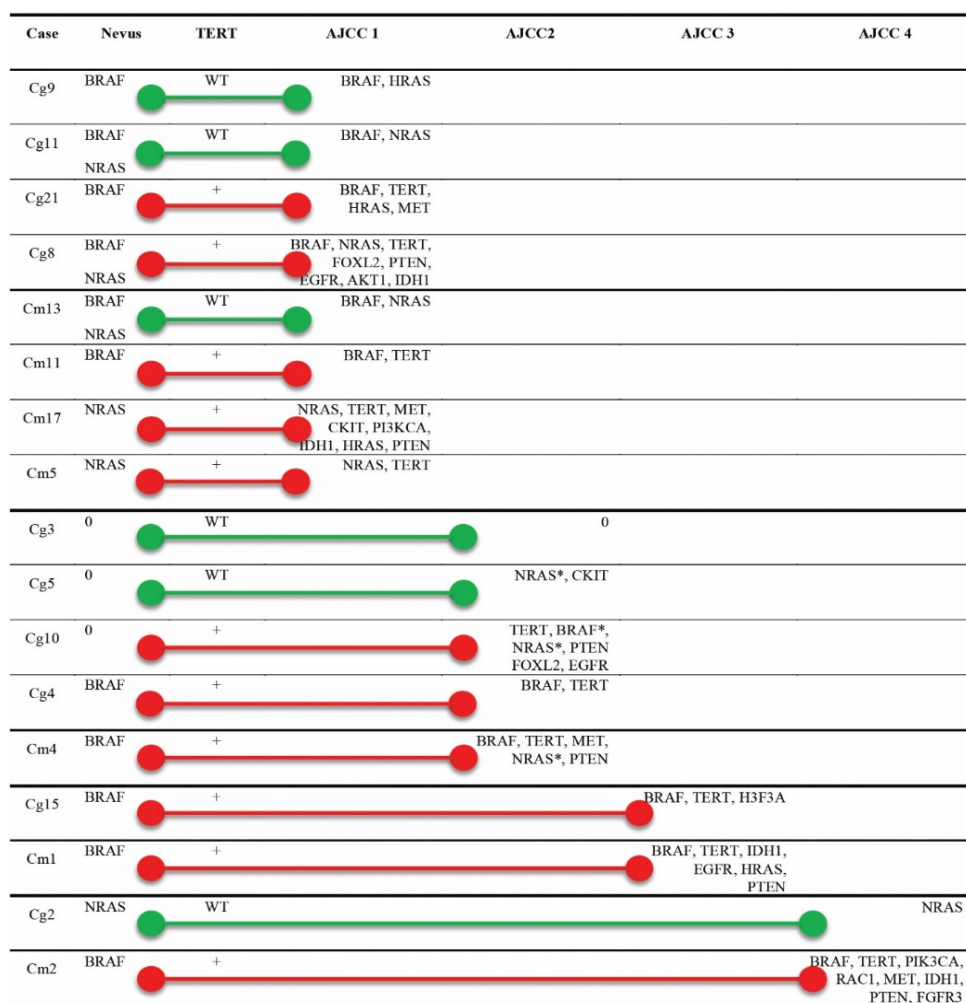 Case Nevus TERT AJCC 1 AJCC2 AJCC 3 AJCC 4
Cg9 BRAF WT BRAF, HRAS
Cg11 BRAF WT BRAF, NRAS
NRAS
Cg21 BRAF + BRAF, TERT,
HRAS, MET
Cg8 BRAF + BRAF, NRAS, TERT,
FOXL2, PTEN,
NRAS EGFR, AKT1, IDH1
Cm13 BRAF WT BRAF, NRAS
NRAS
Cm11 BRAF + BRAF, TERT
Cm17 NRAS + NRAS, TERT, MET,
CKIT, PI3KCA,
IDH1, HRAS, PTEN
Cm5 NRAS + NRAS, TERT
Cg3 0 WT 0
Cg5 0 WT NRAS*, CKIT
Cg10 0 + TERT, BRAF*,
NRAS*, PTEN
FOXL2, EGFR
Cg4 BRAF + BRAF, TERT
Cm4 BRAF + BRAF, TERT, MET,
NRAS*, PTEN
Cg15 BRAF + BRAF, TERT, H3F3A
Cm1 BRAF + BRAF, TERT, IDH1,
EGFR, HRAS,
PTEN
Cg2 NRAS WT NRAS
Cm2 BRAF + BRAF, TERT, PIK3CA,
RAC1, MET, IDH1,
PTEN, FGFR3